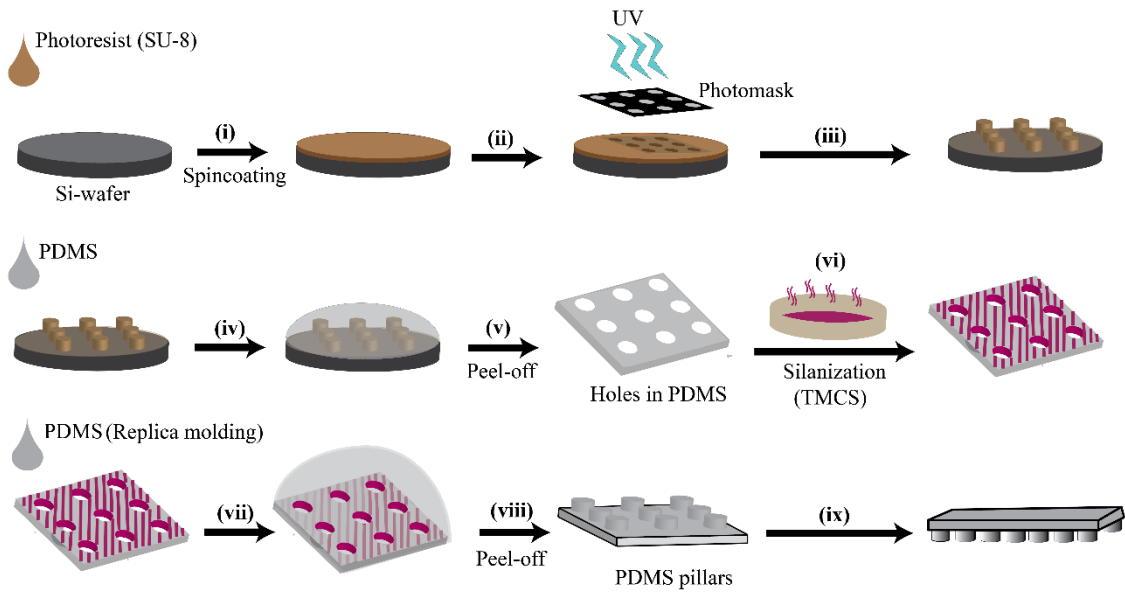 Photoresist (SU-8)
UV
Photomask
(i)
(ii)
(iii)
Spincoating
Si-wafer
PDMS
(vi)
(iv)
(v)
Peel-off
Holes in PDMS
Silanization
(TMCS)
PDMS (Replica molding)
(vii)
(viii)
(ix)
Peel-off
PDMS pillars